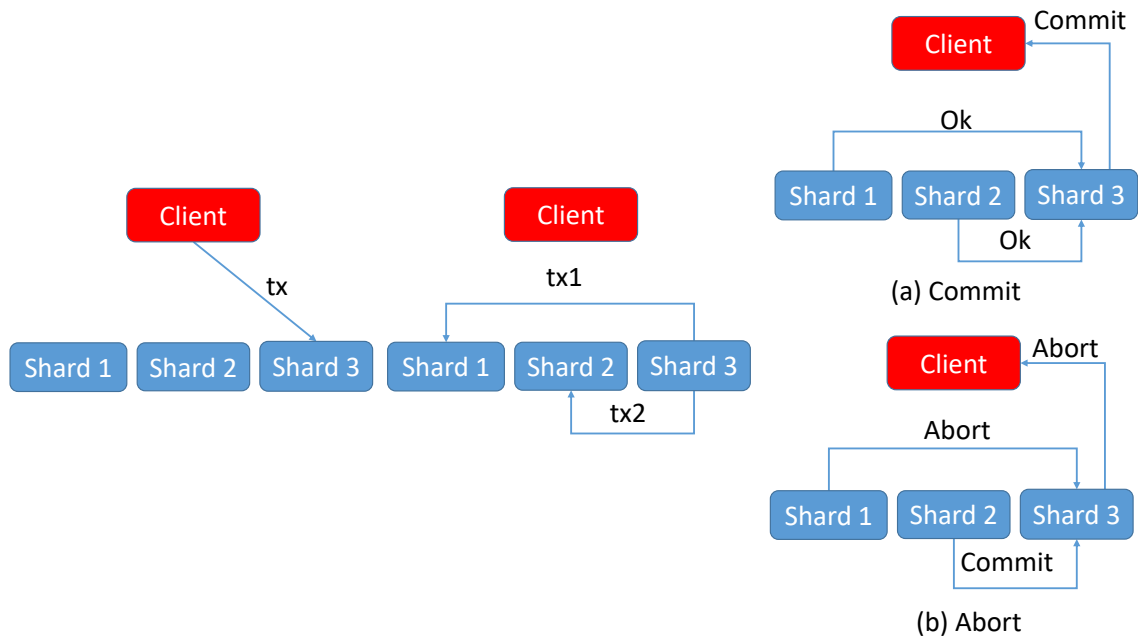 Client
tx
Shard 1
Shard 2
Shard 3
Client
tx1
Shard 1
Shard 2
Shard 3
tx2
Commit
Client
Ok
Shard 1
Shard 2
Shard 3
Ok
(a) Commit
Client
Abort
Abort
Shard 1
Shard 2
Shard 3
Commit
(b) Abort